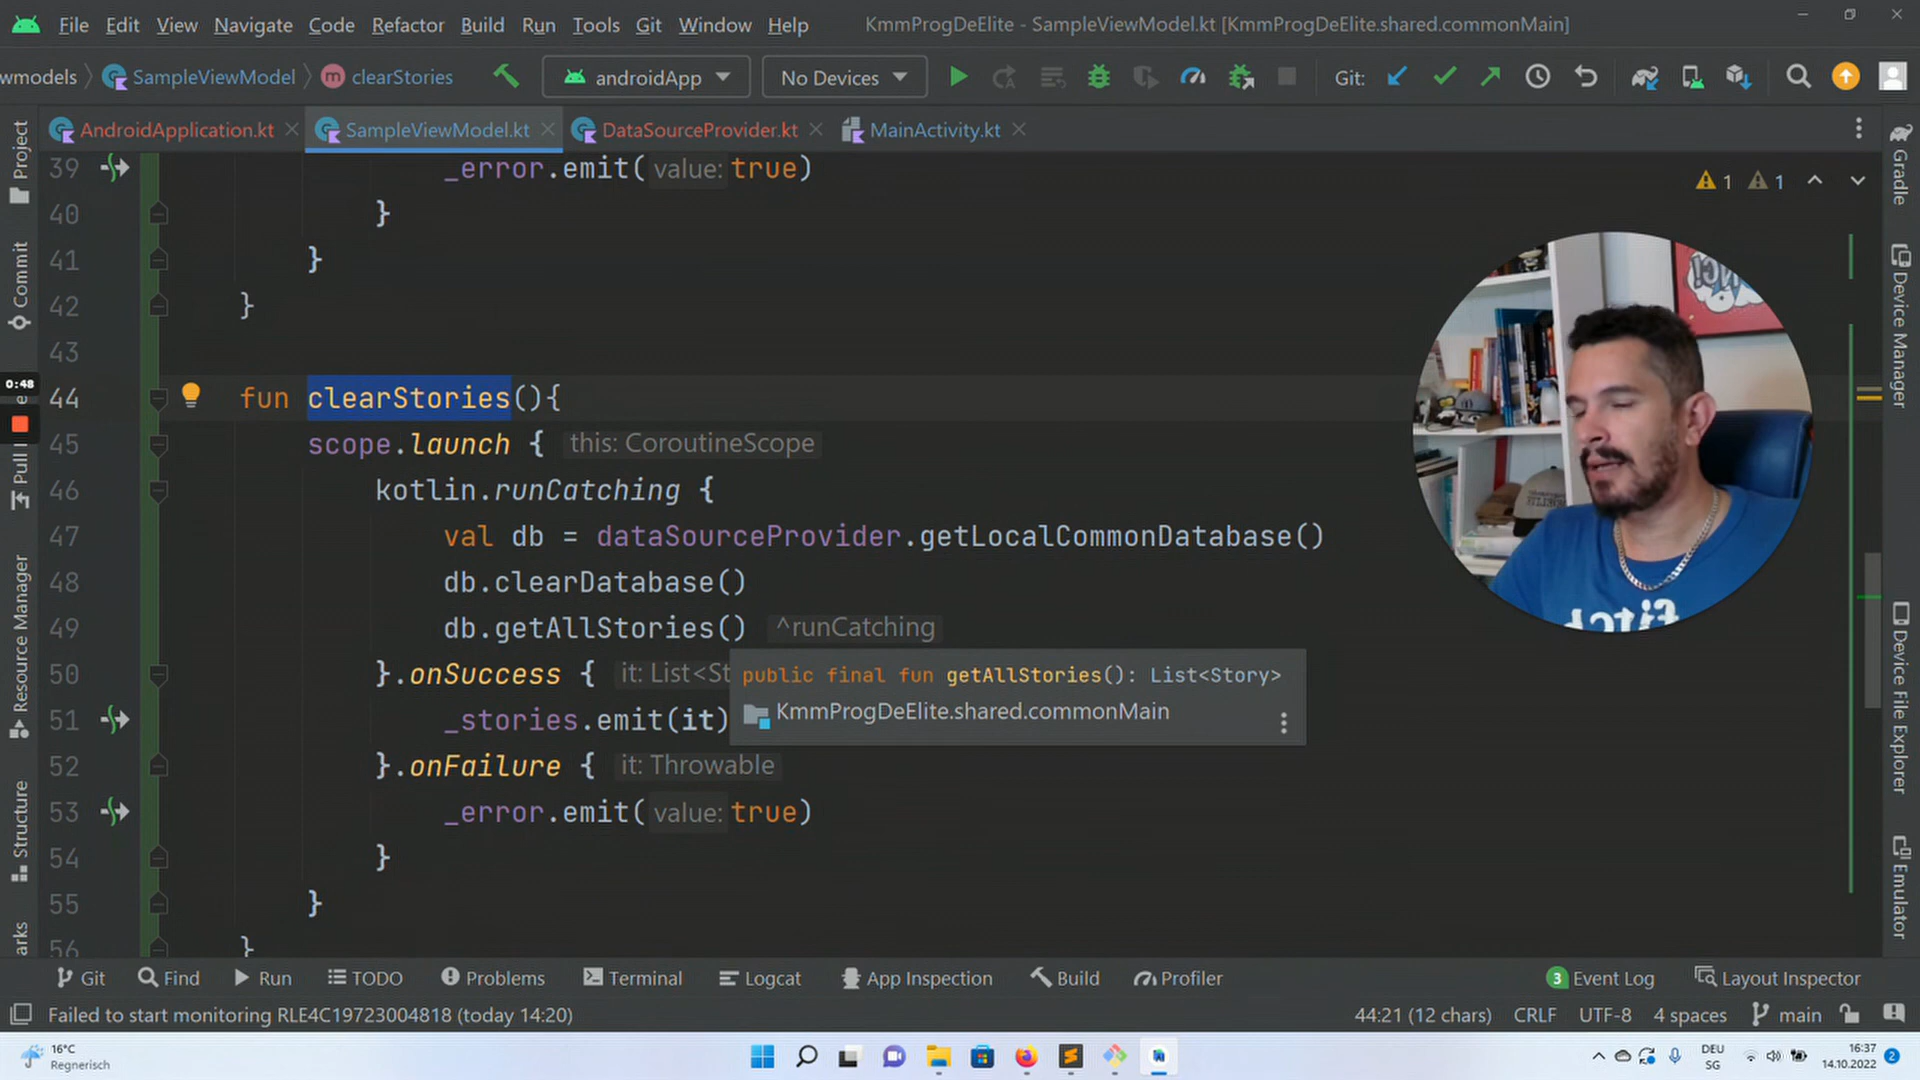 File Edit View Navigate Code Refactor Build Run Tools Git Window Help KmmProgDeElite - SampleViewModel.kt [KmmProgDeElite.shared.commonMain]
wmodels SampleViewModel m clearStories androidApp No Devices Git:
AndroidApplication.kt SampleViewModel.kt DataSourceProvider.kt MainActivity.kt
Project
Commit
0:48
Pull
Resource Manager
Structure
arks
39 _error.emit( value: true)
1 1
40 }
41 }
42 }
43
44 fun clearStories(){
45 scope.launch { this: CoroutineScope
46 kotlin.runCatching {
47 val db = dataSourceProvider.getLocalCommonDatabase()
48 db.clearDatabase()
49 db.getAllStories() ^runCatching
50 }.onSuccess { it: List<St
public final fun getAllStories(): List<Story>
51 _stories.emit(it)
KmmProgDeElite.shared.commonMain
52 }.onFailure { it: Throwable
53 _error.emit( value: true)
54 }
55 }
56 }
Gradle
Device Manager
Device File Explorer
Emulator
Git Find Run TODO Problems Terminal Logcat App Inspection Build Profiler 3 Event Log Layout Inspector
Failed to start monitoring RLE4C19723004818 (today 14:20) 44:21 (12 chars) CRLF UTF-8 4 spaces main
16°C
Regnerisch
DEU
SG
16:37
14.10.2022
2